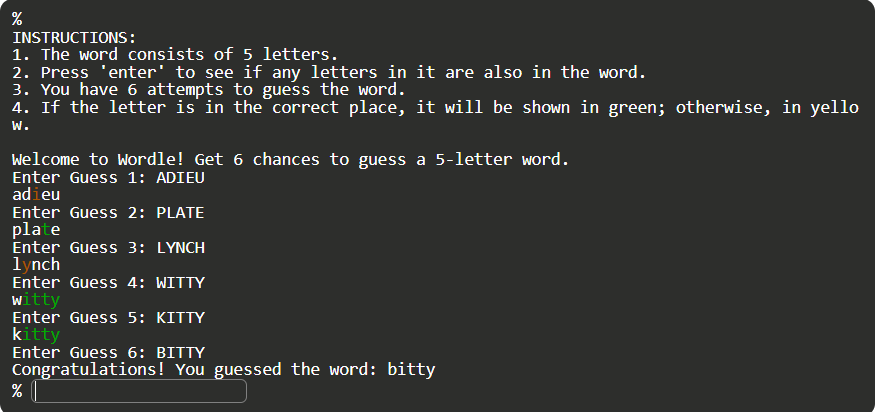 %
INSTRUCTIONS:
1. The word consists of 5 letters.
2. Press 'enter' to see if any letters in it are also in the word.
3. You have 6 attempts to guess the word.
4. If the letter is in the correct place, it will be shown in green; otherwise, in yello
w.
Welcome to Wordle! Get 6 chances to guess a 5-letter word.
Enter Guess 1: ADIEU
adieu
Enter Guess 2: PLATE
plate
Enter Guess 3: LYNCH
lynch
Enter Guess 4: WITTY
witty
Enter Guess 5: KITTY
kitty
Enter Guess 6: BITTY
Congratulations! You guessed the word: bitty
%